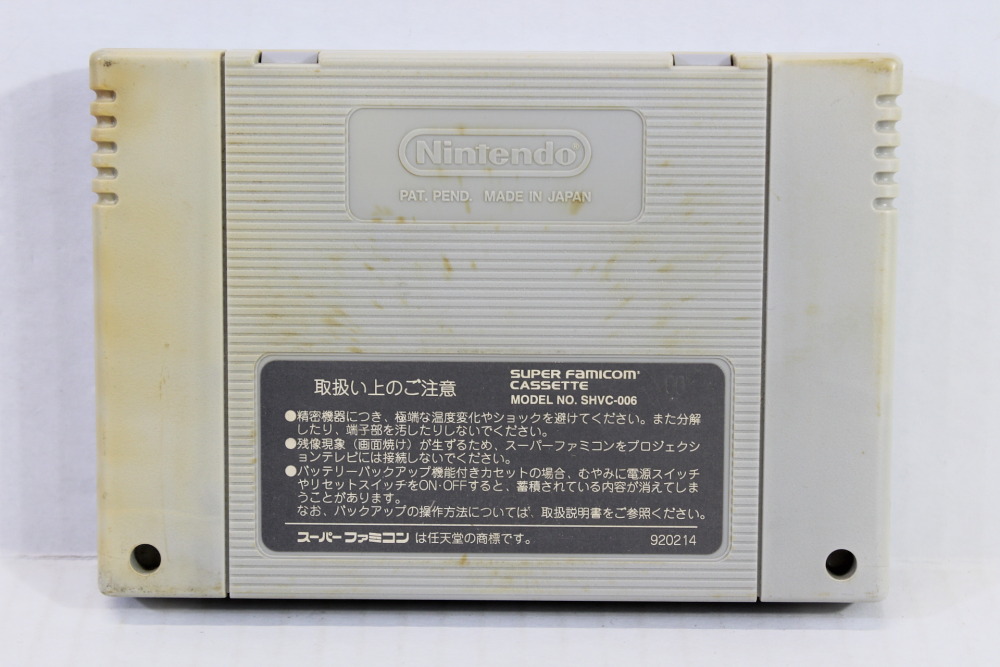 Nintendo®
PAT. PEND. MADE IN JAPAN
取扱い上のご注意
SUPER FAMICOM®
CASSETTE
MODEL NO. SHVC-006
●精密機器につき、極端な温度変化やショックを避けてください。また分解
したり、端子部を汚したりしないでください。
●残像現象（画面焼け）が生ずるため、スーパーファミコンをプロジェクシ
ョンテレビには接続しないでください。
●バッテリーバックアップ機能付きカセットの場合、むやみに電源スイッチ
やリセットスイッチをON・OFFすると、蓄積されている内容が消えてしま
うことがあります。
なお、バックアップの操作方法については、取扱説明書をご参照ください。
スーパーファミコン は任天堂の商標です。
920214